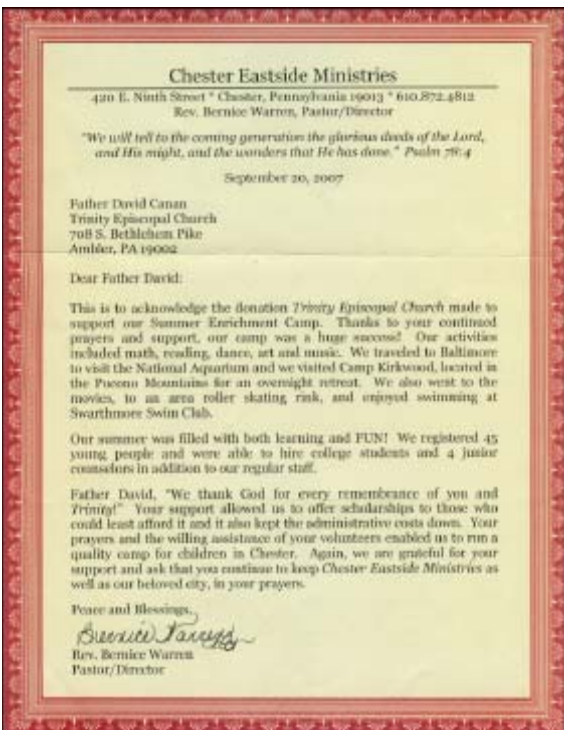 Chester Eastside Ministries
420 E. Ninth Street * Chester, Pennsylvania 19013 * 610.872.4812
Rev. Bernice Warren, Pastor/Director
"We will tell to the coming generation the glorious deeds of the Lord,
and His might, and the wonders that He has done." Psalm 78:4
September 20, 2007
Father David Canan
Trinity Episcopal Church
708 S. Bethlehem Pike
Ambler, PA 19002
Dear Father David:
This is to acknowledge the donation Trinity Episcopal Church made to
support our Summer Enrichment Camp. Thanks to your continued
prayers and support, our camp was a huge success! Our activities
included math, reading, dance, art and music. We traveled to Baltimore
to visit the National Aquarium and we visited Camp Kirkwood, located in
the Pocono Mountains for an overnight retreat. We also went to the
movies, to an area roller skating rink, and enjoyed swimming at
Swarthmore Swim Club.
Our summer was filled with both learning and FUN! We registered 45
young people and were able to hire college students and 4 junior
counselors in addition to our regular staff.
Father David, "We thank God for every remembrance of you and
Trinity!" Your support allowed us to offer scholarships to those who
could least afford it and it also kept the administrative costs down. Your
prayers and the willing assistance of your volunteers enabled us to run a
quality camp for children in Chester. Again, we are grateful for your
support and ask that you continue to keep Chester Eastside Ministries as
well as our beloved city, in your prayers.
Peace and Blessings,
Bernice Warren
Rev. Bernice Warren
Pastor/Director